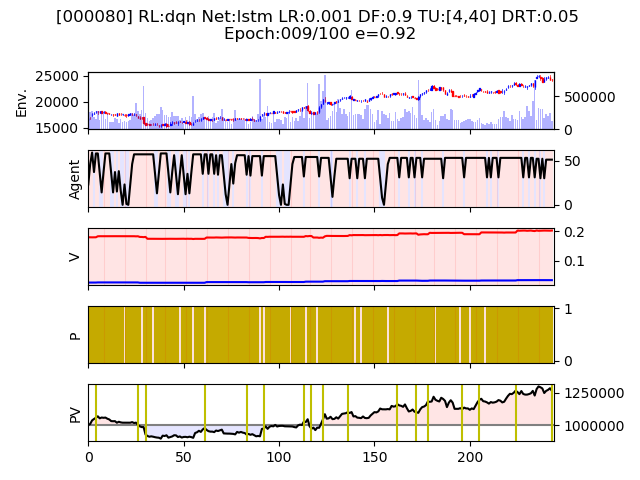 [000080] RL:dqn Net:lstm LR:0.001 DF:0.9 TU:[4,40] DRT:0.05
Epoch:009/100 e=0.92
Env.
25000
20000
15000
500000
0
Agent
50
0
V
0.2
0.1
P
1
0
PV
1250000
1000000
0
50
100
150
200